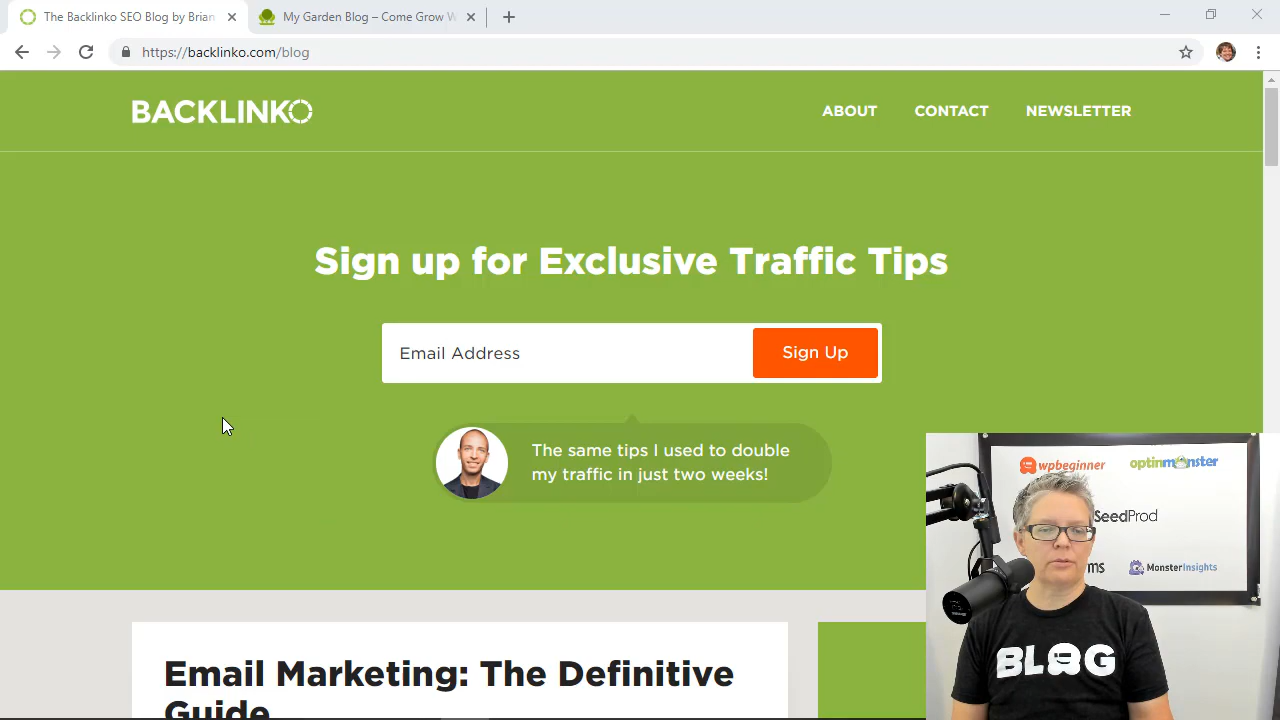 The Backlinko SEO Blog by Brian
My Garden Blog – Come Grow W
https://backlinko.com/blog
BACKLINKO
ABOUT
CONTACT
NEWSLETTER
Sign up for Exclusive Traffic Tips
Email Address
Sign Up
The same tips I used to double
my traffic in just two weeks!
wpbeginner
optinmonster
SeedProd
ms
MonsterInsights
BLOG
Email Marketing: The Definitive
Guide